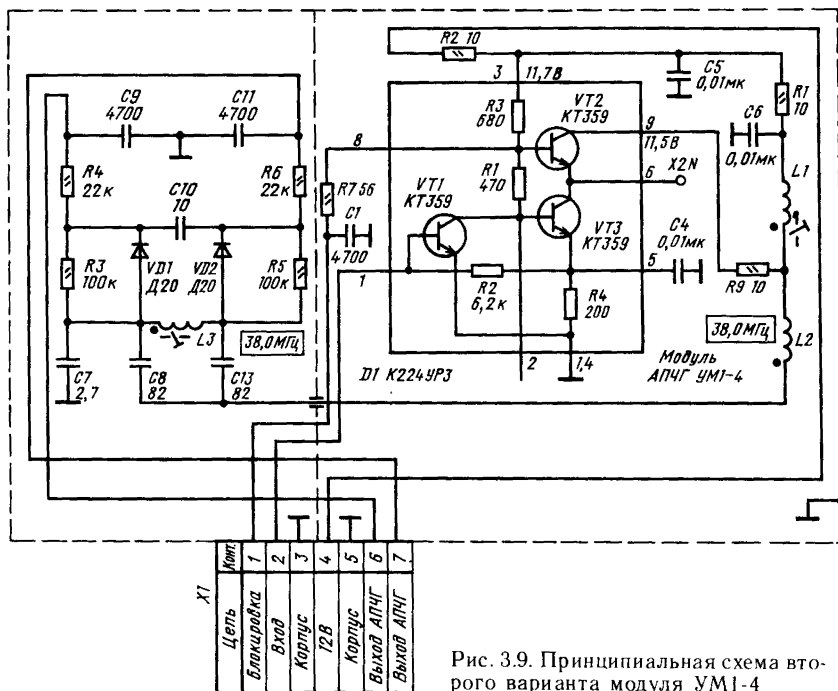 R2 10
C9
4700
C11
4700
3
11,7В
C5
0,01мк
R1
10
R3
680
VT2
КТ359
C6
0,01мк
9
11,5В
8
6
X2N
R4
22к
R6
22к
C10
10
R7 56
R1
470
L1
VT1
КТ359
VT3
КТ359
C1
4700
C4
0,01мк
R3
100к
VD1
Д20
VD2
Д20
R5
100к
1
R2
6,2к
5
R4
200
R9 10
L3
38,0МГц
38,0МГц
L2
C7
2,7
C8
82
C13
82
2
1,4
D1 К224УР3
Модуль
АПЧГ УМ1-4
X1
Конт. 1 2 3 4 5 6 7
Цепь
Блокировка
Вход
Корпус
12В
Корпус
Выход АПЧГ
Выход АПЧГ
Рис. 3.9. Принципиальная схема вто-
рого варианта модуля УМ1-4